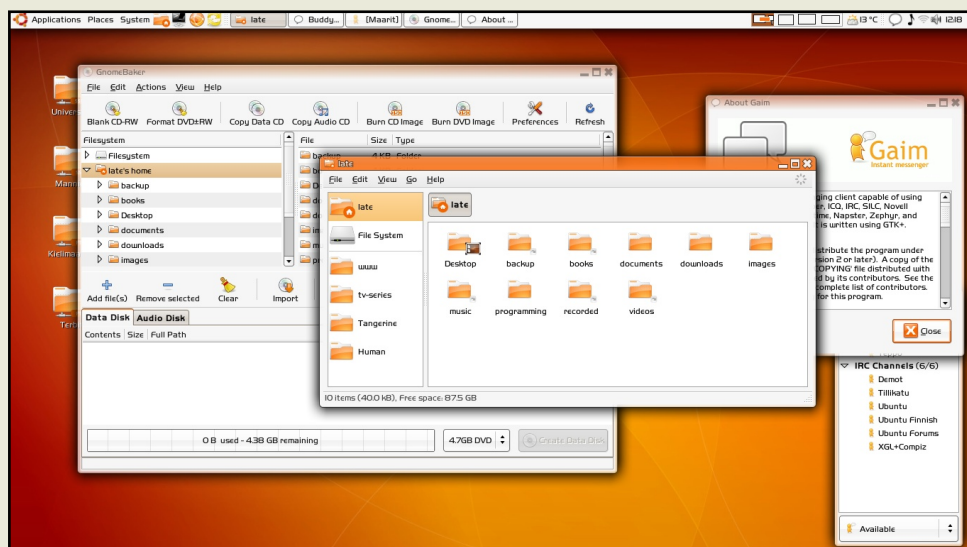 Applications Places System late Buddy... [Maarit] Gnome... About ... 13 °C 12:18
GnomeBaker
File Edit Actions View Help
Blank CD-RW Format DVD±RW Copy Data CD Copy Audio CD Burn CD Image Burn DVD Image Preferences Refresh
Filesystem
Filesystem
late's home
backup
books
Desktop
documents
downloads
images
File Size Type
backup 4 KB Folder
Add file(s) Remove selected Clear Import
Data Disk Audio Disk
Contents Size Full Path
0 B used - 4.38 GB remaining 4.7GB DVD Create Data Disk
late
File Edit View Go Help
late
File System
www
tv-series
Tangerine
Human
late
Desktop backup books documents downloads images
music programming recorded videos
10 items (40.0 kB), Free space: 87.5 GB
About Gaim
Gaim
Instant messenger
ging client capable of using
ICQ, IRC, SILC, Novell
Napster, Zephyr, and
is written using GTK+.
stribute the program under
sion 2 or later). A copy of the
COPYING' file distributed with
d by its contributors. See the
complete list of contributors.
for this program.
Close
IRC Channels (6/6)
Demot
Tillikatu
Ubuntu
Ubuntu Finnish
Ubuntu Forums
XGL+Compiz
Available